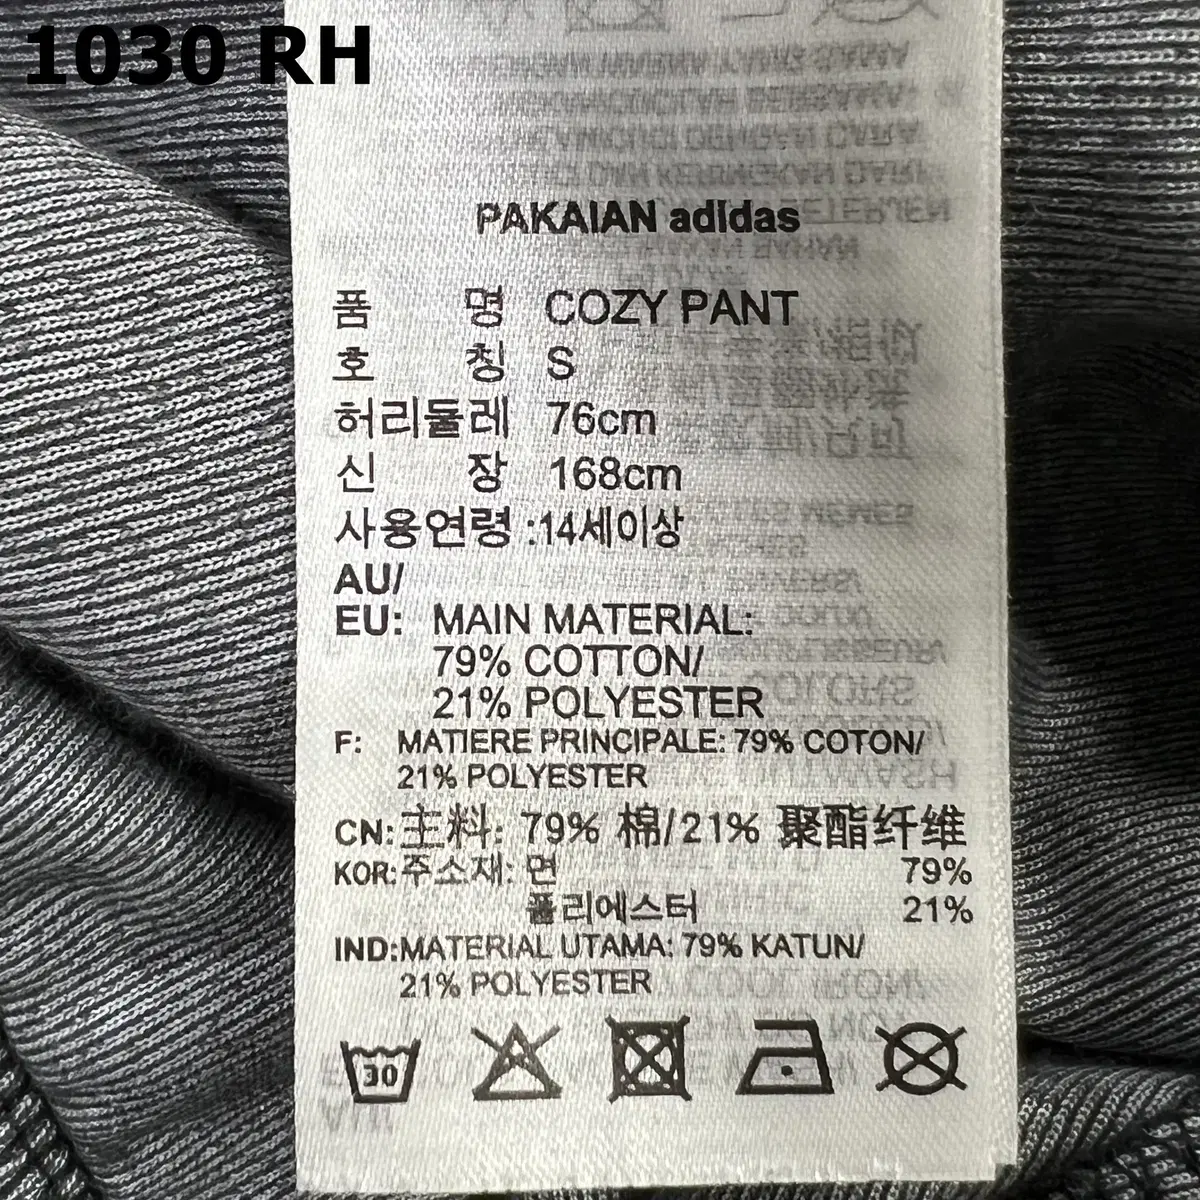 1030 RH
PAKAIAN adidas
품 명 COZY PANT
호 칭 S
허리둘레 76cm
신 장 168cm
사용연령 :14세이상
AU/
EU: MAIN MATERIAL:
79% COTTON/
21% POLYESTER
F: MATIERE PRINCIPALE: 79% COTON/
21% POLYESTER
CN:主料: 79% 棉/21% 聚酯纤维
KOR:주소재: 면 79%
폴리에스터 21%
IND:MATERIAL UTAMA: 79% KATUN/
21% POLYESTER
30